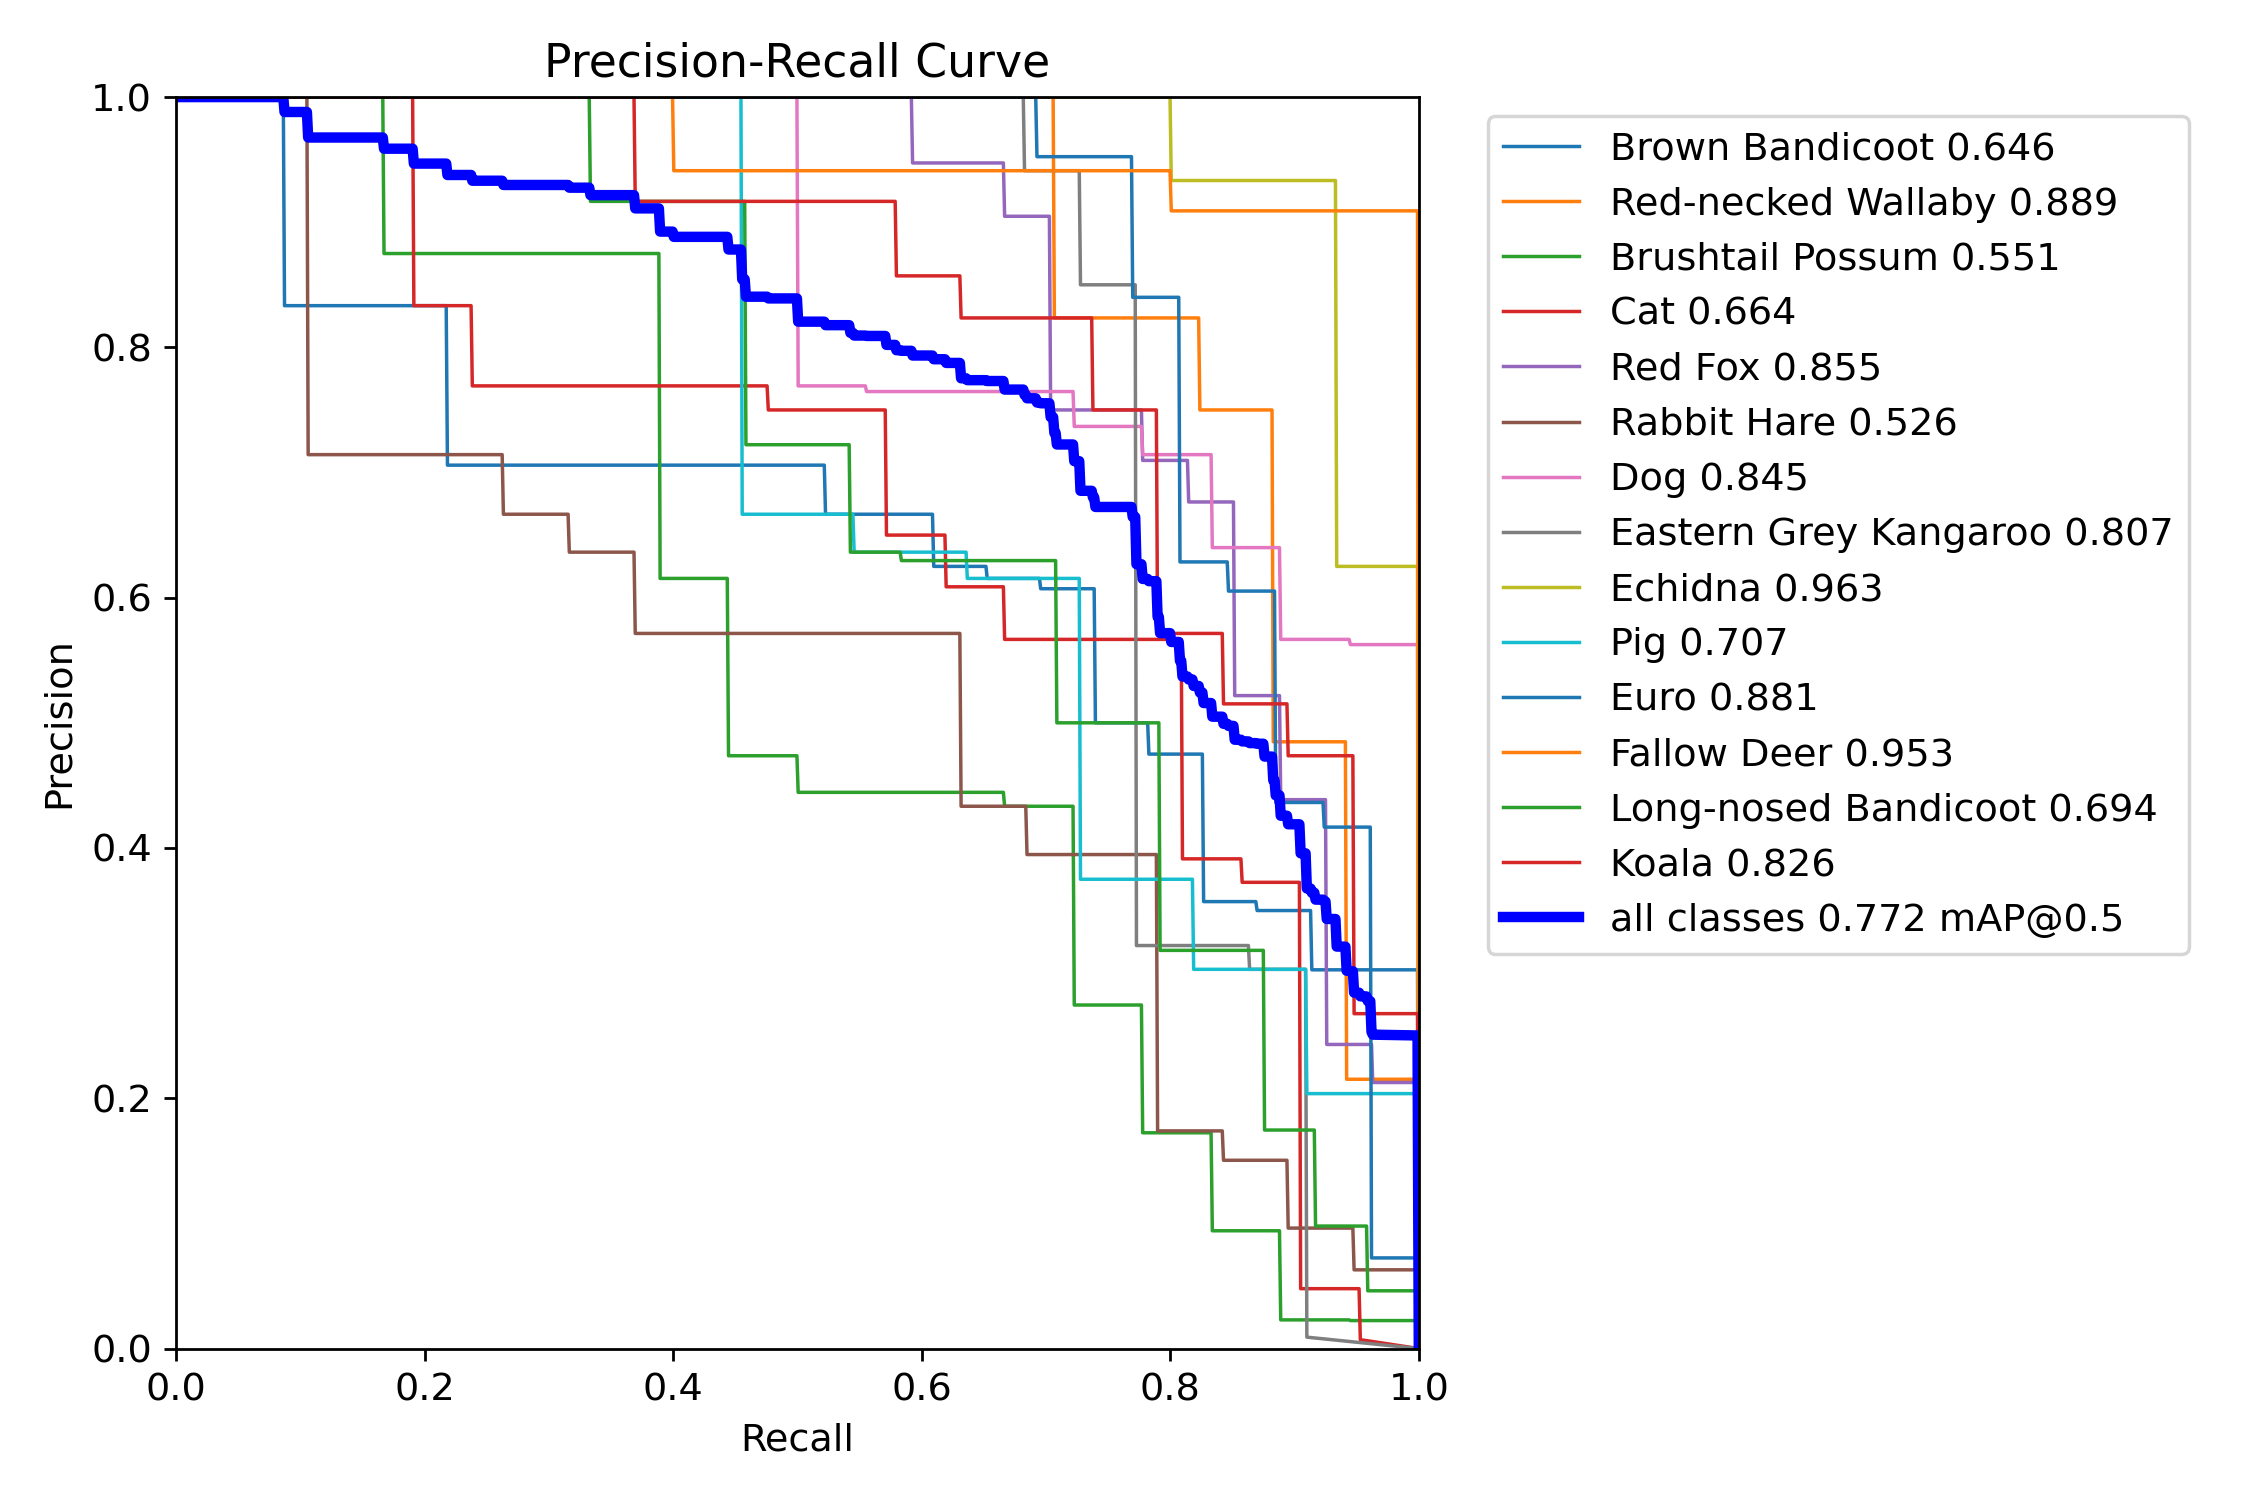 Precision-Recall Curve
1.0
0.8
0.6
0.4
0.2
0.0
Precision
0.0 0.2 0.4 0.6 0.8 1.0
Recall
Brown Bandicoot 0.646
Red-necked Wallaby 0.889
Brushtail Possum 0.551
Cat 0.664
Red Fox 0.855
Rabbit Hare 0.526
Dog 0.845
Eastern Grey Kangaroo 0.807
Echidna 0.963
Pig 0.707
Euro 0.881
Fallow Deer 0.953
Long-nosed Bandicoot 0.694
Koala 0.826
all classes 0.772 mAP@0.5